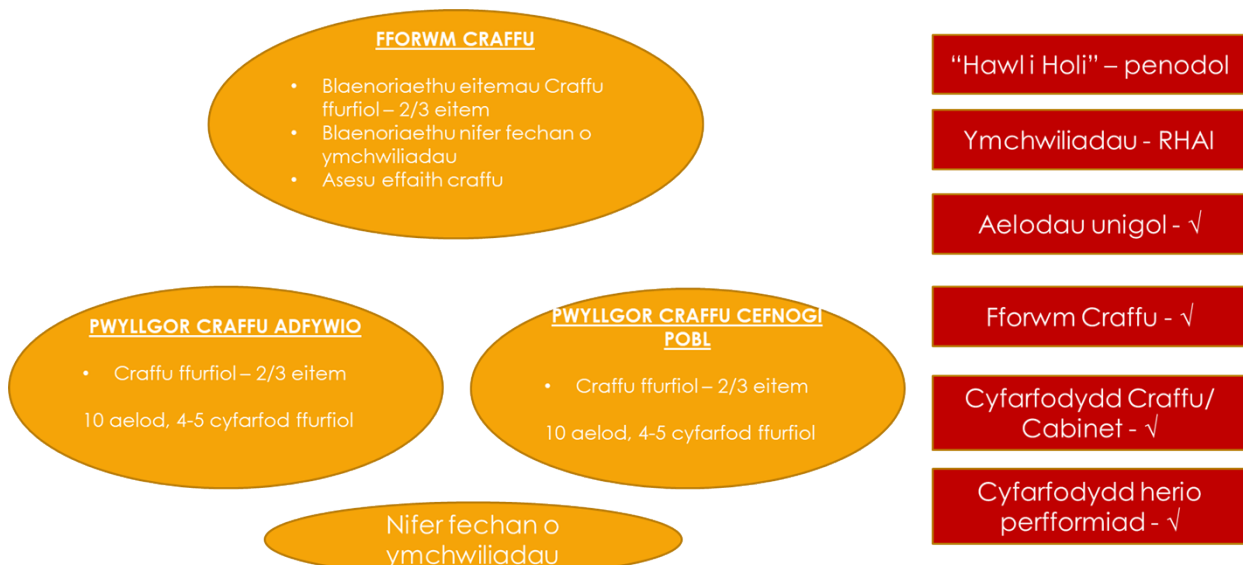 FFORWM CRAFFU
• Blaenoriaethu eitemau Craffu
ffurfiol – 2/3 eitem
• Blaenoriaethu nifer fechan o
ymchwiliadau
• Asesu effaith craffu
PWYLLGOR CRAFFU ADFYWIO
• Craffu ffurfiol – 2/3 eitem
10 aelod, 4-5 cyfarfod ffurfiol
PWYLLGOR CRAFFU CEFNOGI
POBL
• Craffu ffurfiol – 2/3 eitem
10 aelod, 4-5 cyfarfod ffurfiol
Nifer fechan o
ymchwiliadau
“Hawl i Holi” – penodol
Ymchwiliadau - RHAI
Aelodau unigol - √
Fforwm Craffu - √
Cyfarfodydd Craffu/
Cabinet - √
Cyfarfodydd herio
perfformiad - √